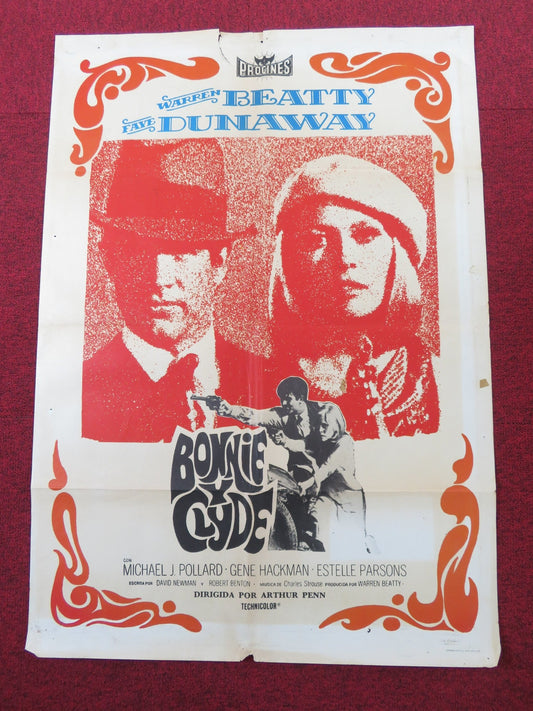 PROCINES
WARREN BEATTY
FAYE DUNAWAY
BONNIE
Y
CLYDE
CON
MICHAEL J. POLLARD · GENE HACKMAN · ESTELLE PARSONS
ESCRITA POR DAVID NEWMAN Y ROBERT BENTON · MUSICA DE Charles Strouse PRODUCIDA POR WARREN BEATTY ·
DIRIGIDA POR ARTHUR PENN
TECHNICOLOR®